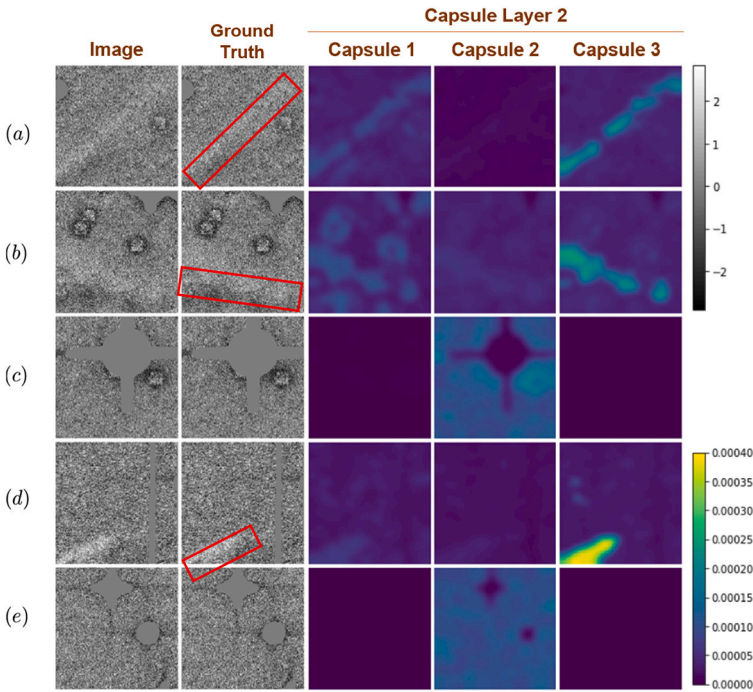 Capsule Layer 2
Image
Ground
Truth
Capsule 1
Capsule 2
Capsule 3
(a)
(b)
(c)
(d)
(e)
2
1
0
−1
−2
0.00040
0.00035
0.00030
0.00025
0.00020
0.00015
0.00010
0.00005
0.00000